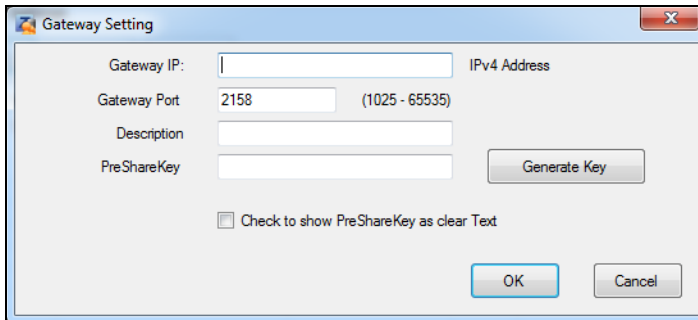 Gateway Setting
Gateway IP: IPv4 Address
Gateway Port 2158 (1025 - 65535)
Description
PreShareKey Generate Key
Check to show PreShareKey as clear Text
OK Cancel